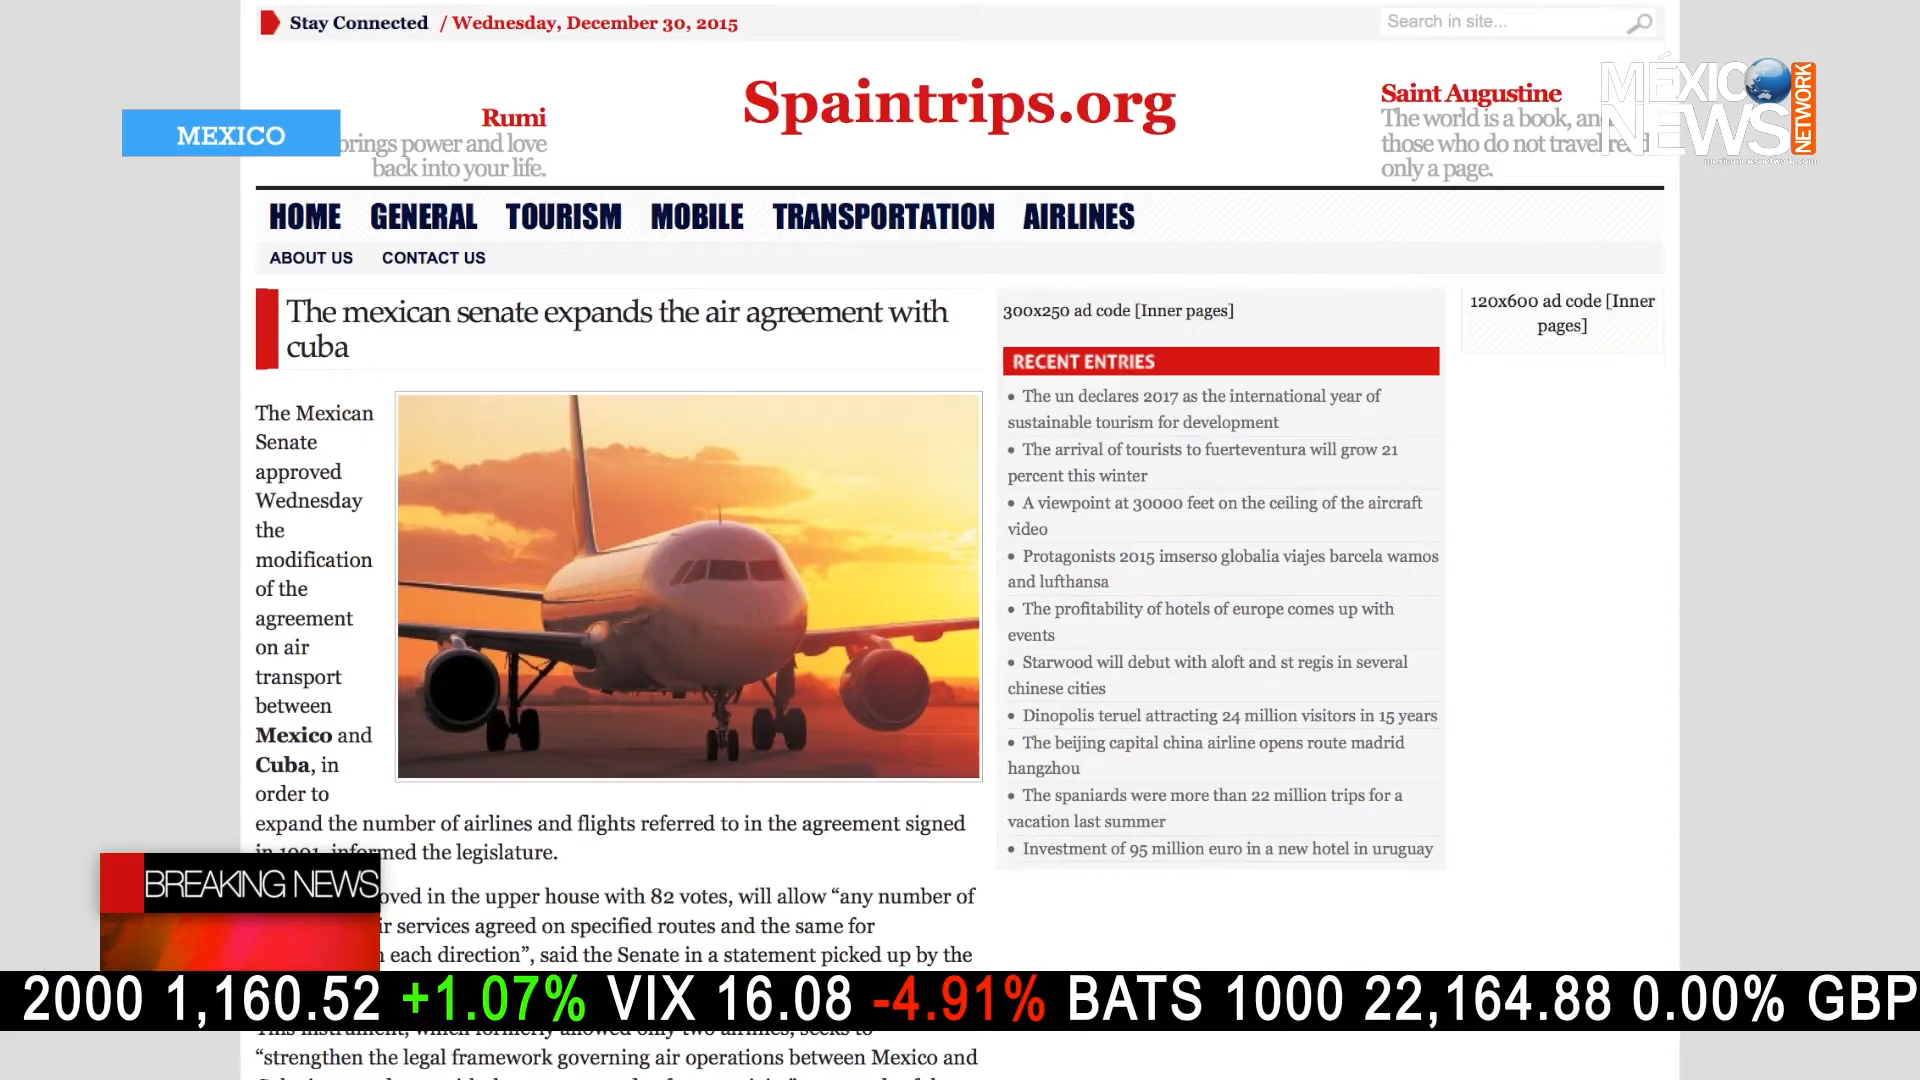 Stay Connected / Wednesday, December 30, 2015
Search in site...
MÉXICO
NEWS
NETWORK
mexiconewsnetwork.com
MEXICO
Rumi
brings power and love
back into your life.
Spaintrips.org
Saint Augustine
The world is a book, and
those who do not travel read
only a page.
HOME GENERAL TOURISM MOBILE TRANSPORTATION AIRLINES
ABOUT US CONTACT US
The mexican senate expands the air agreement with
cuba
The Mexican
Senate
approved
Wednesday
the
modification
of the
agreement
on air
transport
between
Mexico and
Cuba, in
order to
expand the number of airlines and flights referred to in the agreement signed
in 1991, informed the legislature.
oved in the upper house with 82 votes, will allow “any number of
ir services agreed on specified routes and the same for
each direction”, said the Senate in a statement picked up by the
“strengthen the legal framework governing air operations between Mexico and
300x250 ad code [Inner pages]
RECENT ENTRIES
• The un declares 2017 as the international year of
sustainable tourism for development
• The arrival of tourists to fuerteventura will grow 21
percent this winter
• A viewpoint at 30000 feet on the ceiling of the aircraft
video
• Protagonists 2015 imserso globalia viajes barcela wamos
and lufthansa
• The profitability of hotels of europe comes up with
events
• Starwood will debut with aloft and st regis in several
chinese cities
• Dinopolis teruel attracting 24 million visitors in 15 years
• The beijing capital china airline opens route madrid
hangzhou
• The spaniards were more than 22 million trips for a
vacation last summer
• Investment of 95 million euro in a new hotel in uruguay
120x600 ad code [Inner
pages]
BREAKING NEWS
2000 1,160.52 +1.07% VIX 16.08 -4.91% BATS 1000 22,164.88 0.00% GBP